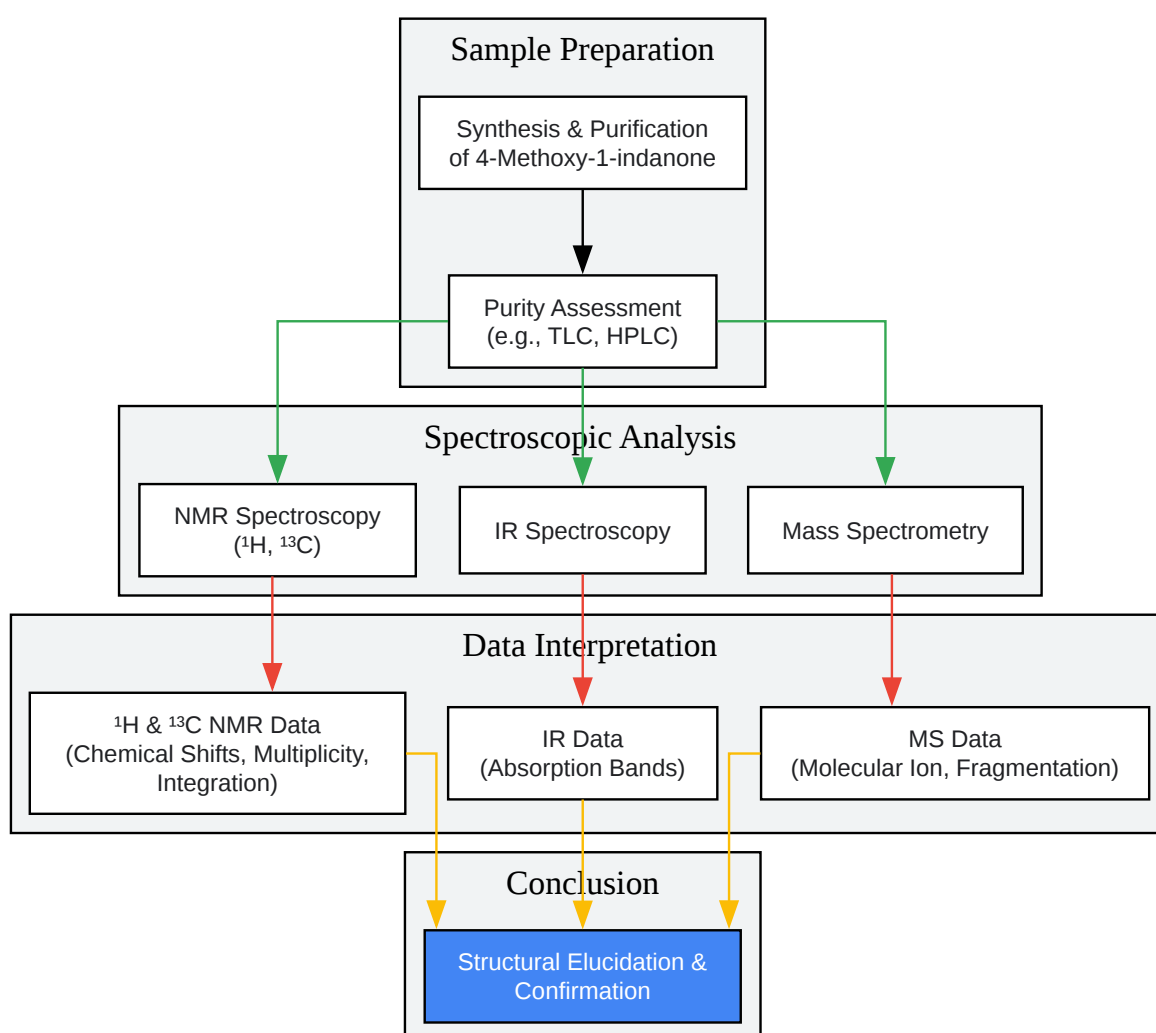 Sample Preparation
Synthesis & Purification
of 4-Methoxy-1-indanone
Purity Assessment
(e.g., TLC, HPLC)
Spectroscopic Analysis
NMR Spectroscopy
(¹H, ¹³C)
IR Spectroscopy
Mass Spectrometry
Data Interpretation
¹H & ¹³C NMR Data
(Chemical Shifts, Multiplicity,
Integration)
IR Data
(Absorption Bands)
MS Data
(Molecular Ion, Fragmentation)
Conclusion
Structural Elucidation &
Confirmation